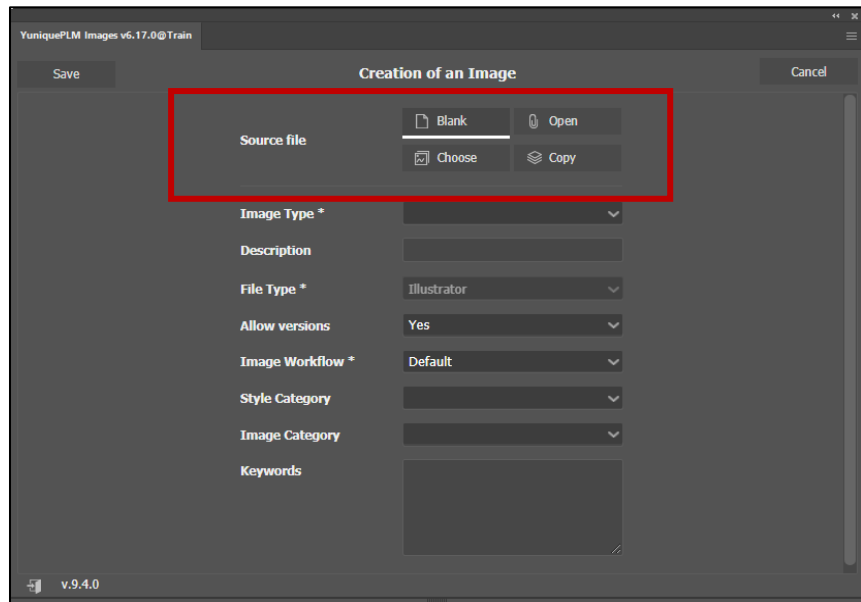 YuniquePLM Images v6.17.0@Train
Save
Creation of an Image
Cancel
Source file
Blank
Open
Choose
Copy
Image Type *
Description
File Type *
Illustrator
Allow versions
Yes
Image Workflow *
Default
Style Category
Image Category
Keywords
v.9.4.0